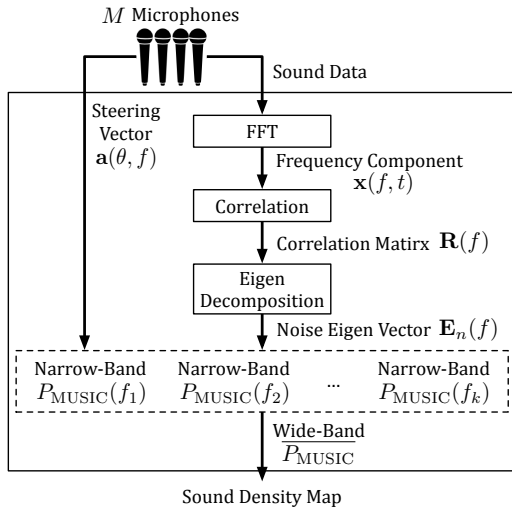 M Microphones
Sound Data
Steering
Vector
a(θ, f)
FFT
Frequency Component
x(f, t)
Correlation
Correlation Matirx R(f)
Eigen
Decomposition
Noise Eigen Vector E_n(f)
Narrow-Band Narrow-Band Narrow-Band
P_MUSIC(f_1) P_MUSIC(f_2) ... P_MUSIC(f_k)
Wide-Band
\overline{P_MUSIC}
Sound Density Map